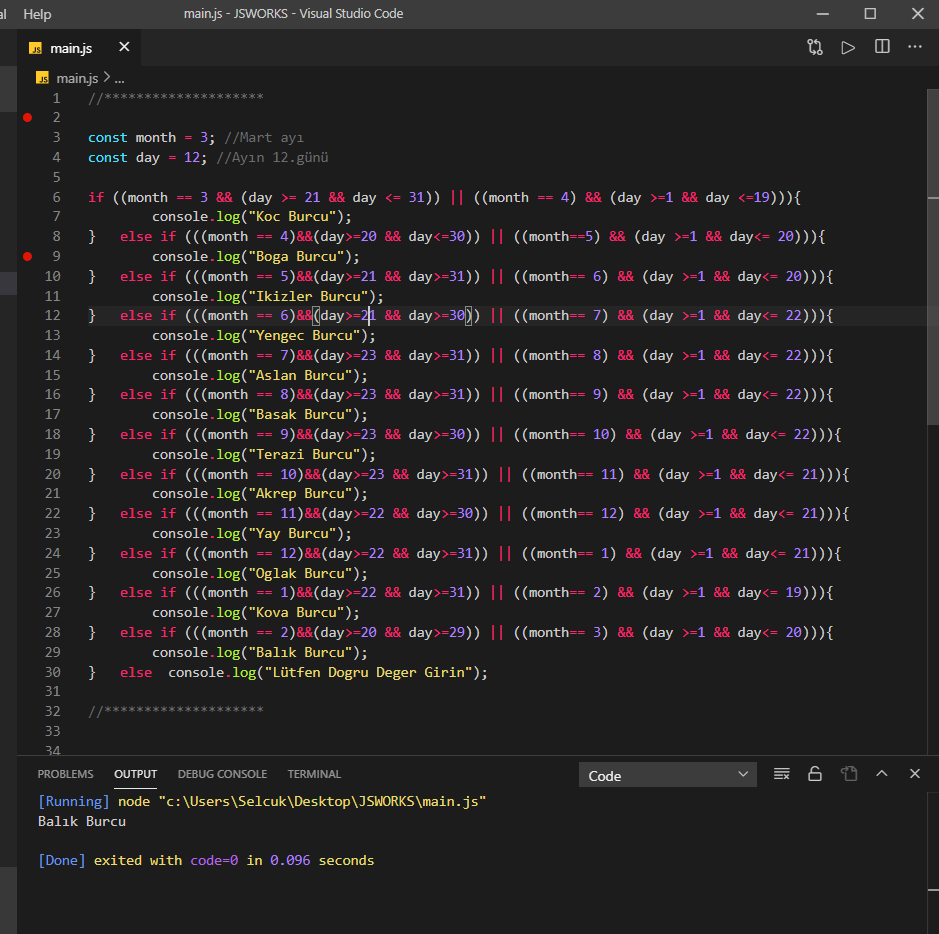 al Help main.js - JSWORKS - Visual Studio Code
JS main.js
JS main.js > ...
1 //********************
2
3 const month = 3; //Mart ayı
4 const day = 12; //Ayın 12.günü
5
6 if ((month == 3 && (day >= 21 && day <= 31)) || ((month == 4) && (day >=1 && day <=19))){
7 console.log("Koc Burcu");
8 } else if (((month == 4)&&(day>=20 && day<=30)) || ((month==5) && (day >=1 && day<= 20))){
9 console.log("Boga Burcu");
10 } else if (((month == 5)&&(day>=21 && day>=31)) || ((month== 6) && (day >=1 && day<= 20))){
11 console.log("Ikizler Burcu");
12 } else if (((month == 6)&&(day>=21 && day>=30)) || ((month== 7) && (day >=1 && day<= 22))){
13 console.log("Yengec Burcu");
14 } else if (((month == 7)&&(day>=23 && day>=31)) || ((month== 8) && (day >=1 && day<= 22))){
15 console.log("Aslan Burcu");
16 } else if (((month == 8)&&(day>=23 && day>=31)) || ((month== 9) && (day >=1 && day<= 22))){
17 console.log("Basak Burcu");
18 } else if (((month == 9)&&(day>=23 && day>=30)) || ((month== 10) && (day >=1 && day<= 22))){
19 console.log("Terazi Burcu");
20 } else if (((month == 10)&&(day>=23 && day>=31)) || ((month== 11) && (day >=1 && day<= 21))){
21 console.log("Akrep Burcu");
22 } else if (((month == 11)&&(day>=22 && day>=30)) || ((month== 12) && (day >=1 && day<= 21))){
23 console.log("Yay Burcu");
24 } else if (((month == 12)&&(day>=22 && day>=31)) || ((month== 1) && (day >=1 && day<= 21))){
25 console.log("Oglak Burcu");
26 } else if (((month == 1)&&(day>=22 && day>=31)) || ((month== 2) && (day >=1 && day<= 19))){
27 console.log("Kova Burcu");
28 } else if (((month == 2)&&(day>=20 && day>=29)) || ((month== 3) && (day >=1 && day<= 20))){
29 console.log("Balık Burcu");
30 } else console.log("Lütfen Dogru Deger Girin");
31
32 //********************
33
34
PROBLEMS OUTPUT DEBUG CONSOLE TERMINAL Code
[Running] node "c:\Users\Selcuk\Desktop\JSWORKS\main.js"
Balık Burcu
[Done] exited with code=0 in 0.096 seconds